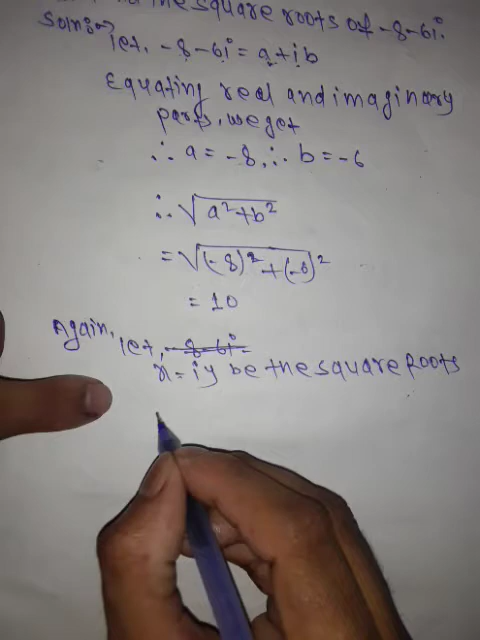 the square roots of -8-6i.
Soln:→
let, -8-6i = a+ib
Equating real and imaginary
parts, we get
∴ a = -8, ∴ b = -6
∴ √a²+b²
= √(-8)²+(-6)²
= 10
Again, let, -8-6i =
x = iy be the square roots